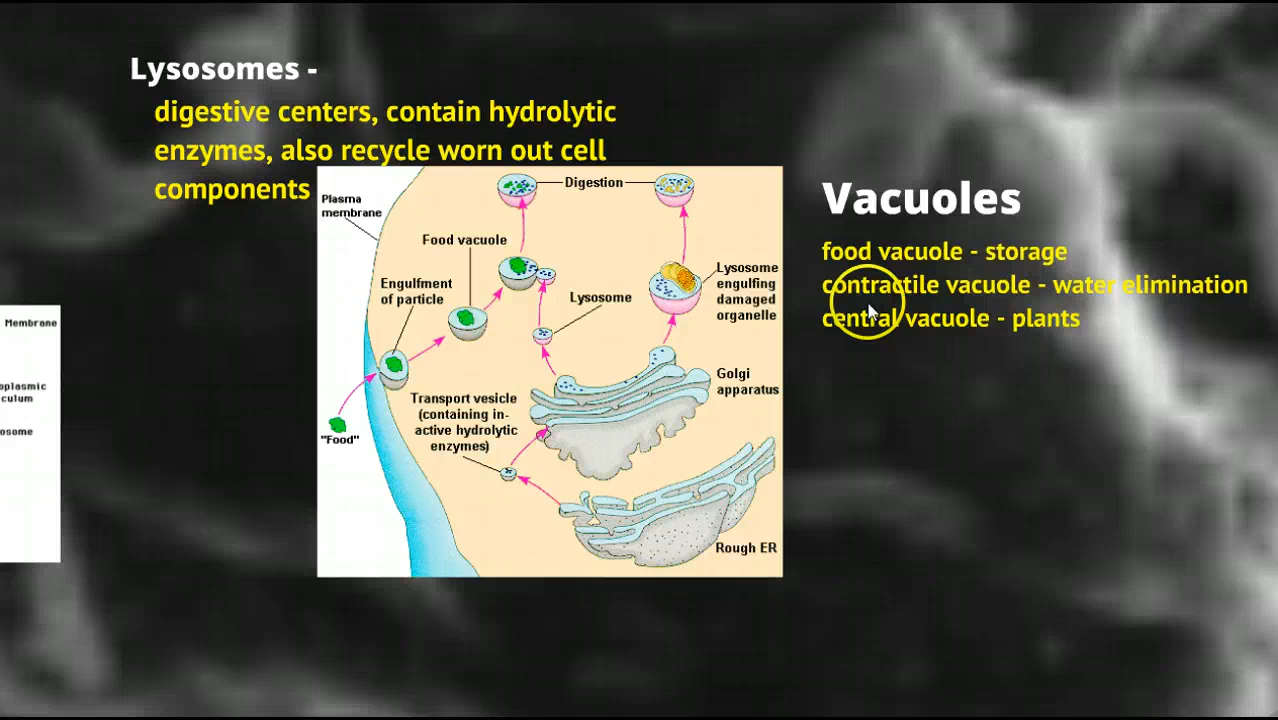 Lysosomes -
digestive centers, contain hydrolytic
enzymes, also recycle worn out cell
components
Membrane
oplasmic
culum
osome
Plasma
membrane
Digestion
Food vacuole
Engulfment
of particle
Lysosome
Lysosome
engulfing
damaged
organelle
Golgi
apparatus
Transport vesicle
(containing in-
active hydrolytic
enzymes)
"Food"
Rough ER
Vacuoles
food vacuole - storage
contractile vacuole - water elimination
central vacuole - plants